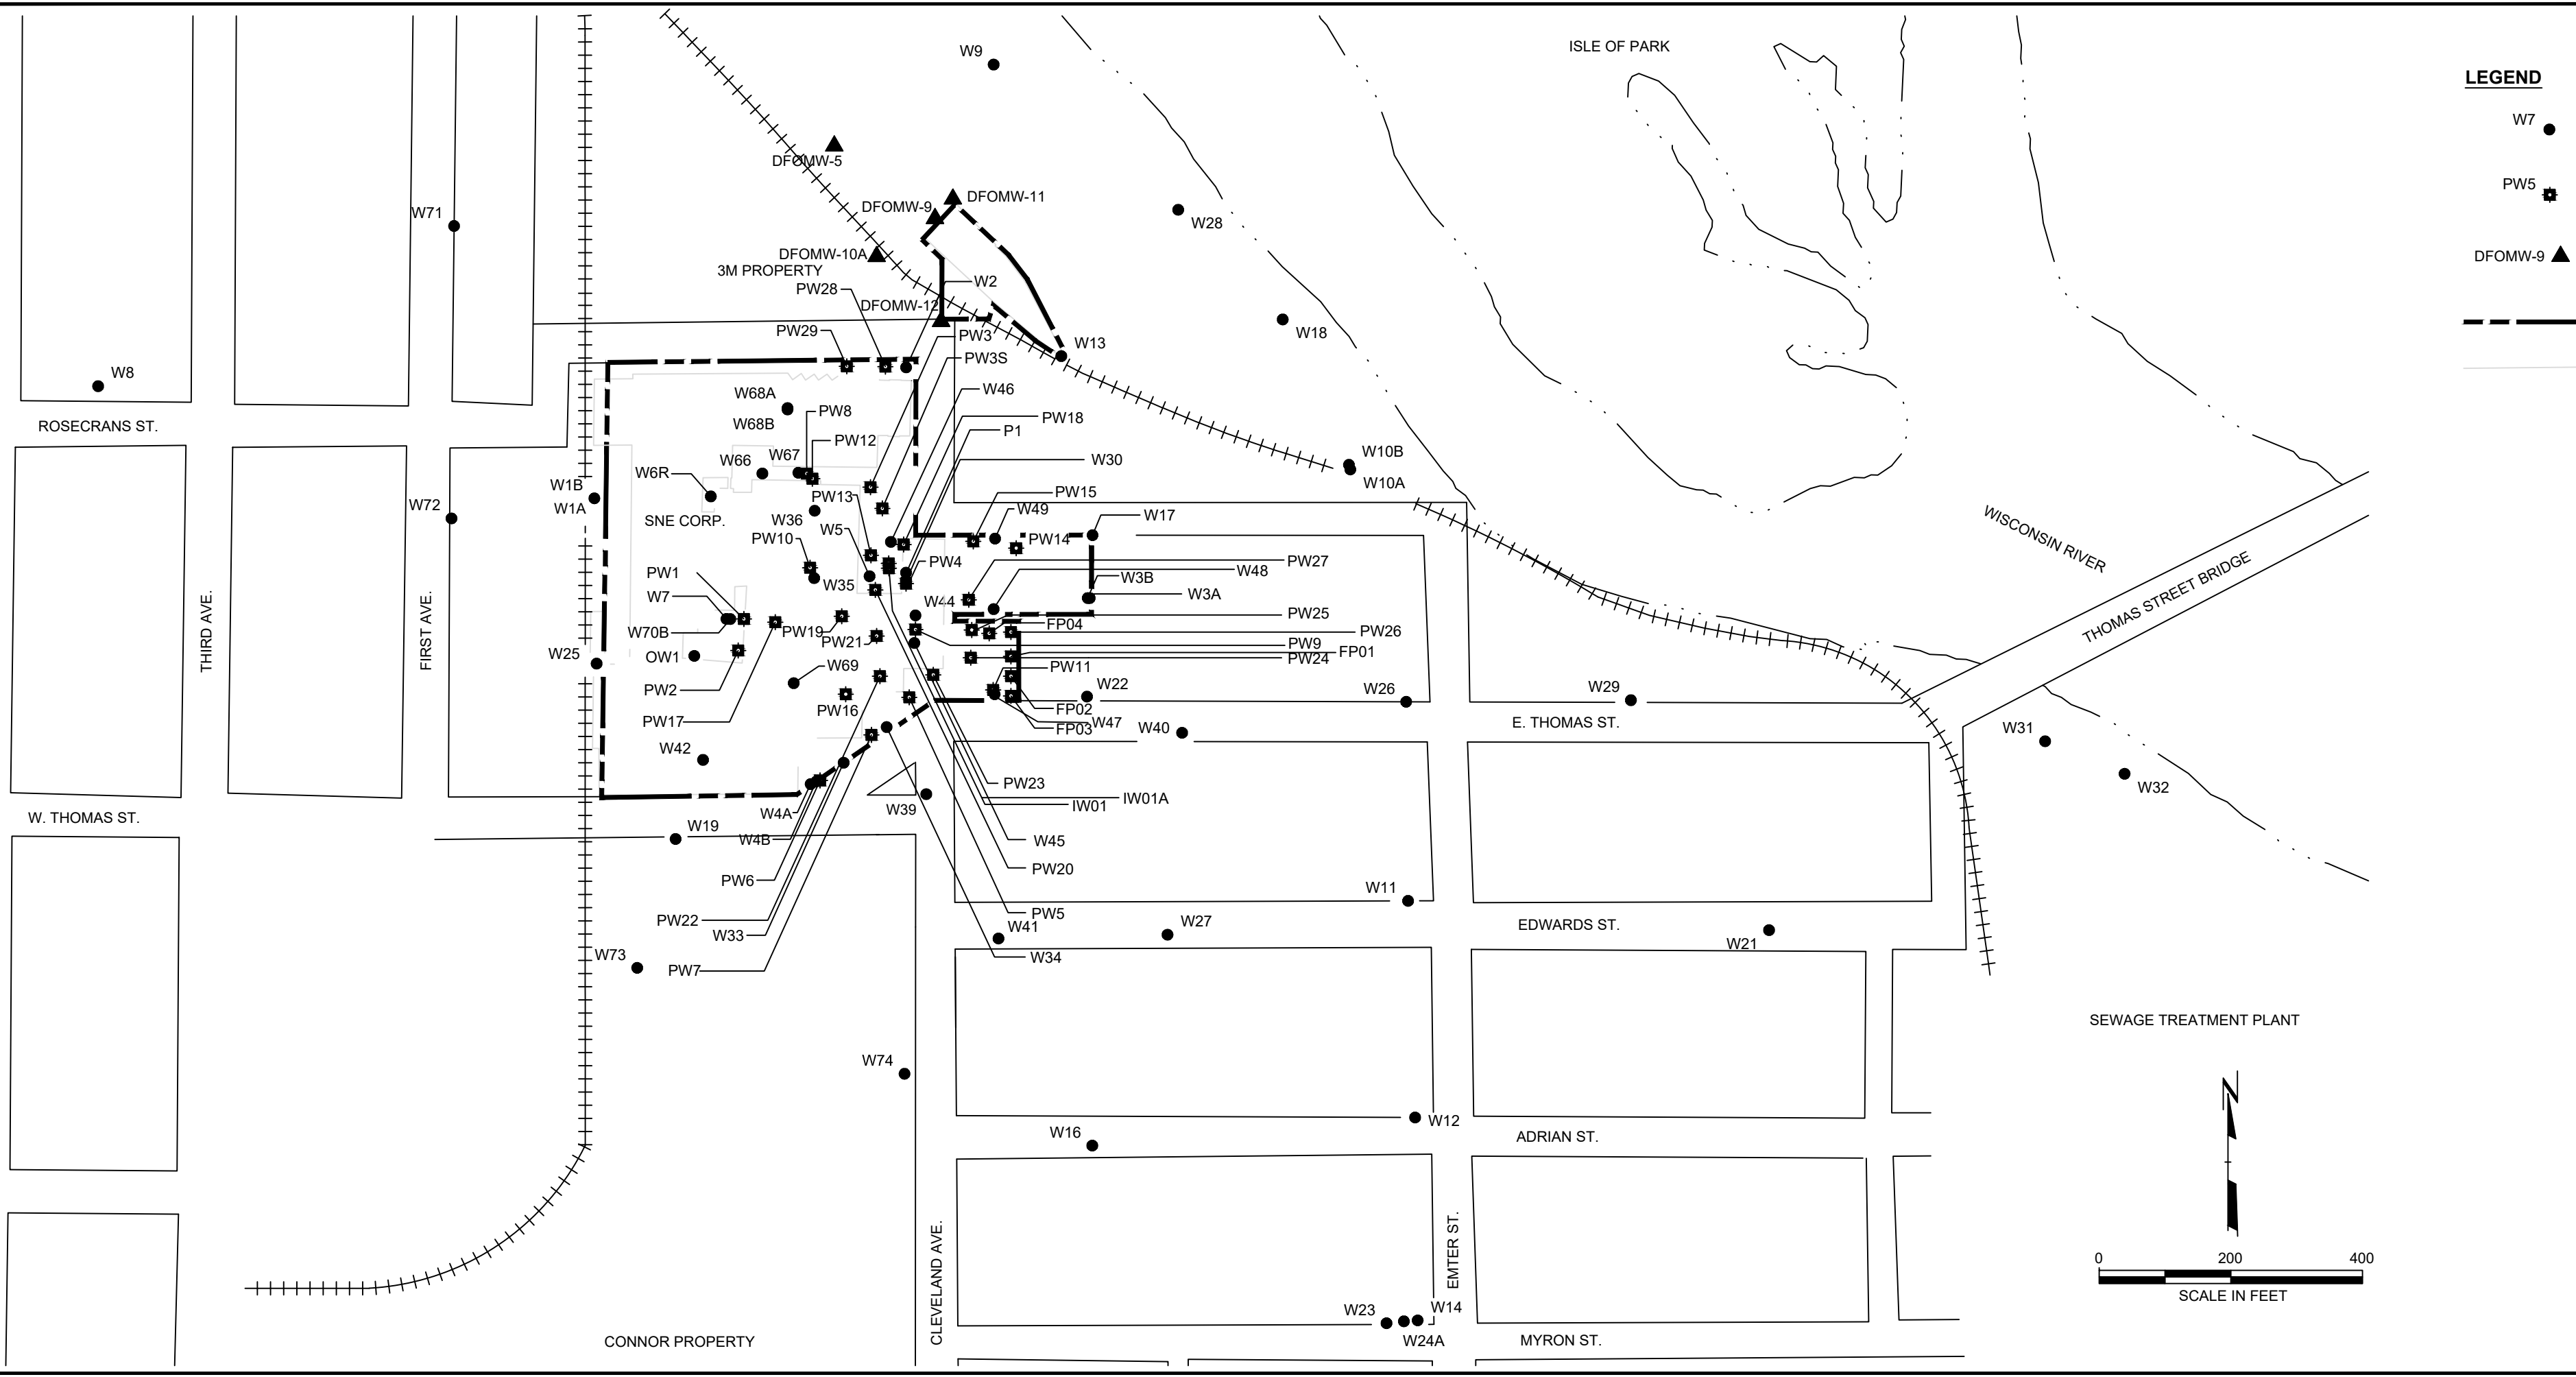 ISLE OF PARK
W9
LEGEND
W7
DFOMW-5
PW5
DFOMW-11
DFOMW-9
W71
W28
DFOMW-10A
DFOMW-9
3M PROPERTY
W2
PW28
DFOMW-12
PW29
PW3
W18
W13
PW3S
W8
W68A
W46
PW8
W68B
PW18
ROSECRANS ST.
P1
PW12
W10B
W67
W66
W30
W6R
W10A
W1B
PW15
PW13
W72
W1A
W49
W17
SNE CORP.
W36
WISCONSIN RIVER
W5
PW10
PW14
PW4
PW27
W48
PW1
W3B
W35
W3A
W7
W44
THIRD AVE.
FIRST AVE.
THOMAS STREET BRIDGE
PW25
FP04
W70B
PW19
PW26
PW21
PW9
W25
OW1
FP01
PW24
W69
PW11
PW2
W22
W26
W29
PW16
FP02
PW17
W47
E. THOMAS ST.
FP03
W40
W31
W42
PW23
W32
IW01A
IW01
W4A
W39
W. THOMAS ST.
W19
W4B
W45
PW20
PW6
W11
PW5
PW22
W41
W27
EDWARDS ST.
W33
W21
W73
W34
PW7
SEWAGE TREATMENT PLANT
W74
N
W12
W16
ADRIAN ST.
CLEVELAND AVE.
EMTER ST.
0 200 400
SCALE IN FEET
W23
W14
W24A
CONNOR PROPERTY
MYRON ST.